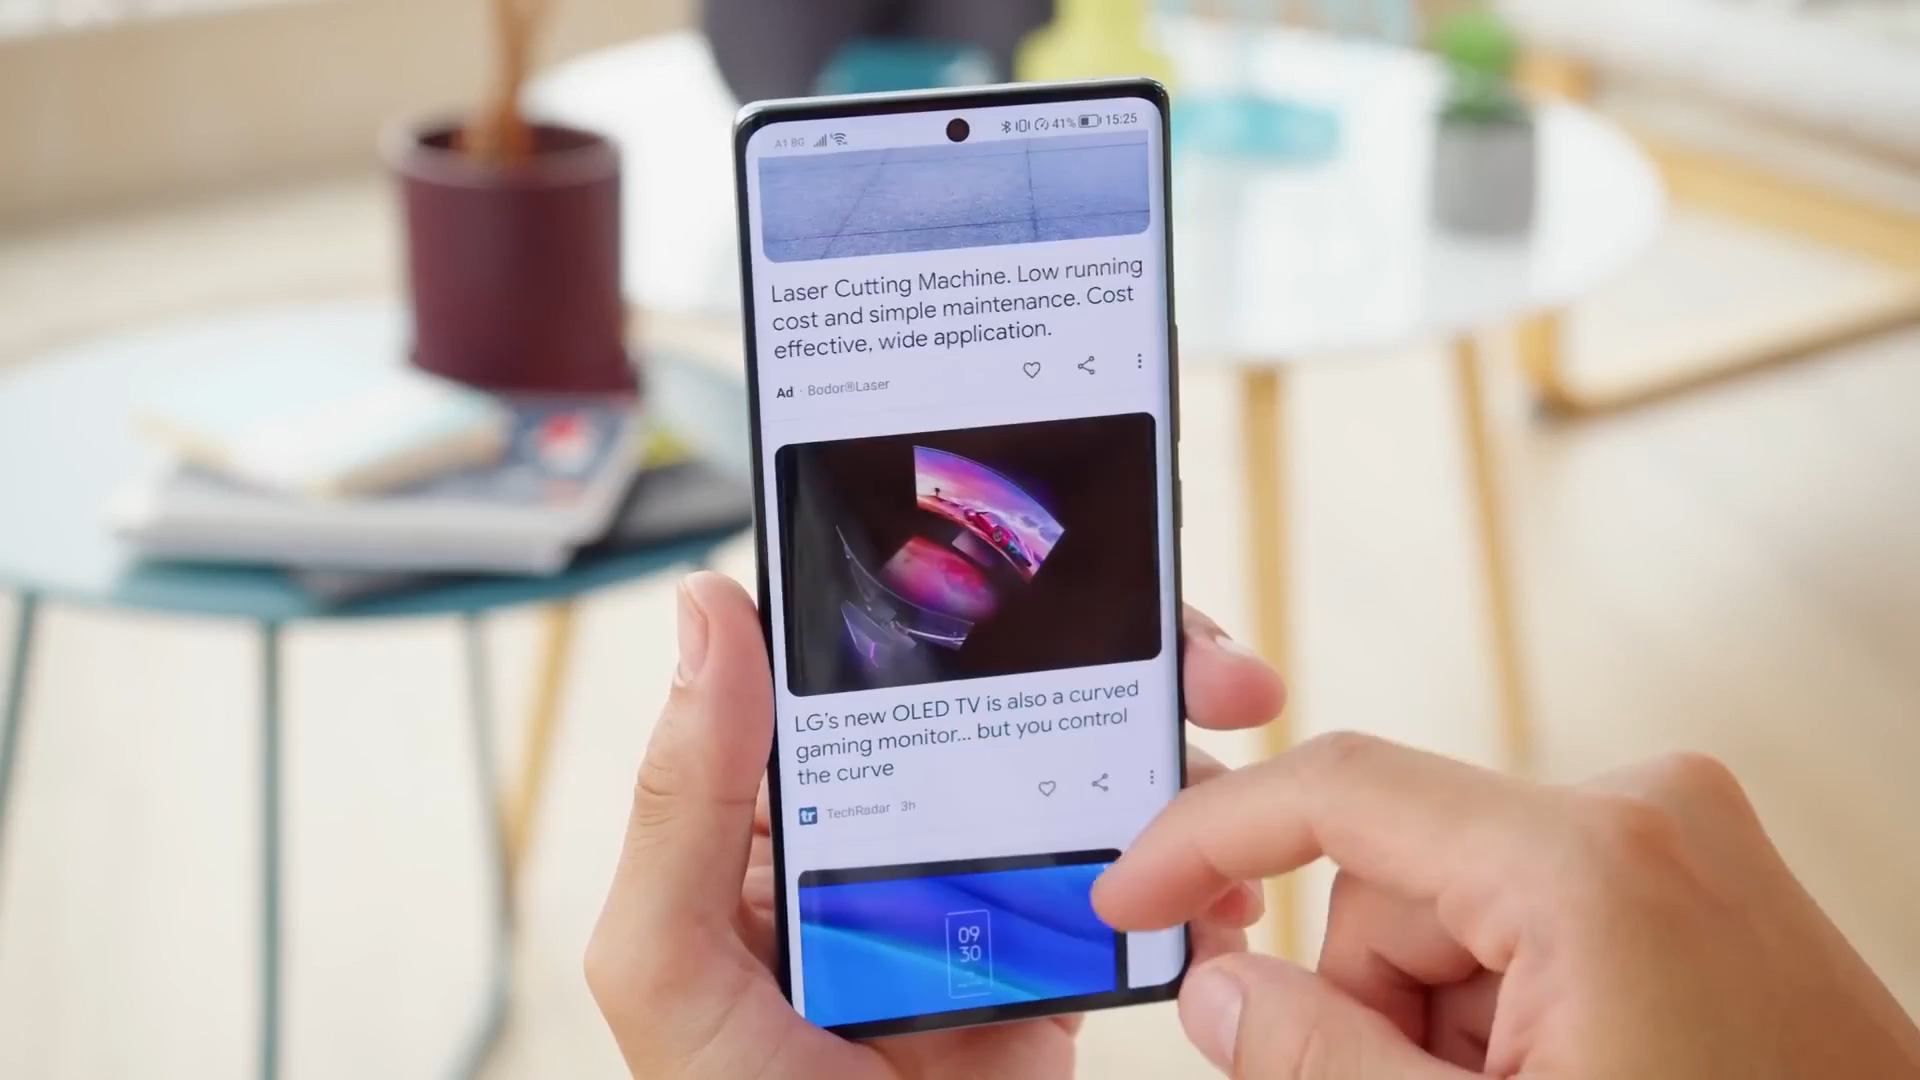 A1 BG 41% 15:25
Laser Cutting Machine. Low running
cost and simple maintenance. Cost
effective, wide application.
Ad · Bodor®Laser
LG's new OLED TV is also a curved
gaming monitor... but you control
the curve
tr TechRadar 3h
09
30